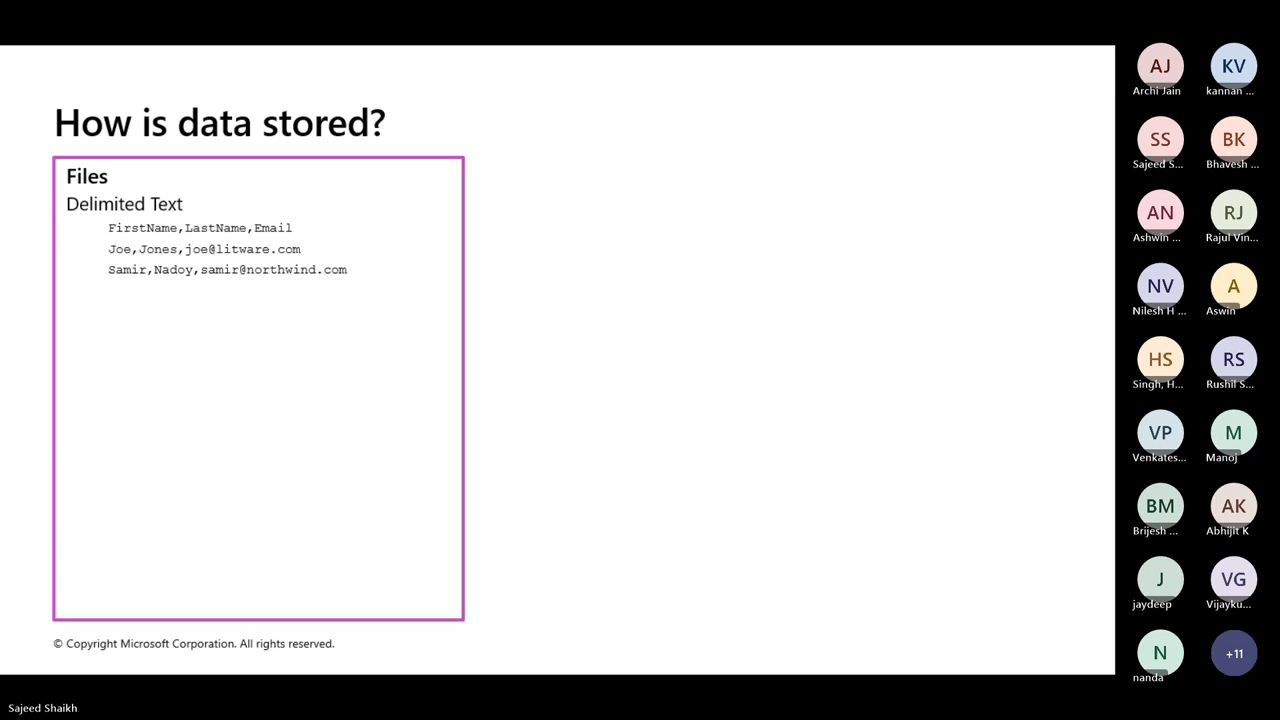 How is data stored?
Files
Delimited Text
FirstName,LastName,Email
Joe,Jones,joe@litware.com
Samir,Nadoy,samir@northwind.com
© Copyright Microsoft Corporation. All rights reserved.
Sajeed Shaikh
AJ
Archi Jain
KV
kannan ...
SS
Sajeed S...
BK
Bhavesh ...
AN
Ashwin ...
RJ
Rajul Vin...
NV
Nilesh H ...
A
Aswin
HS
Singh, H...
RS
Rushil S...
VP
Venkates...
M
Manoj
BM
Brijesh ...
AK
Abhijit K
J
jaydeep
VG
Vijayku...
N
nanda
+11